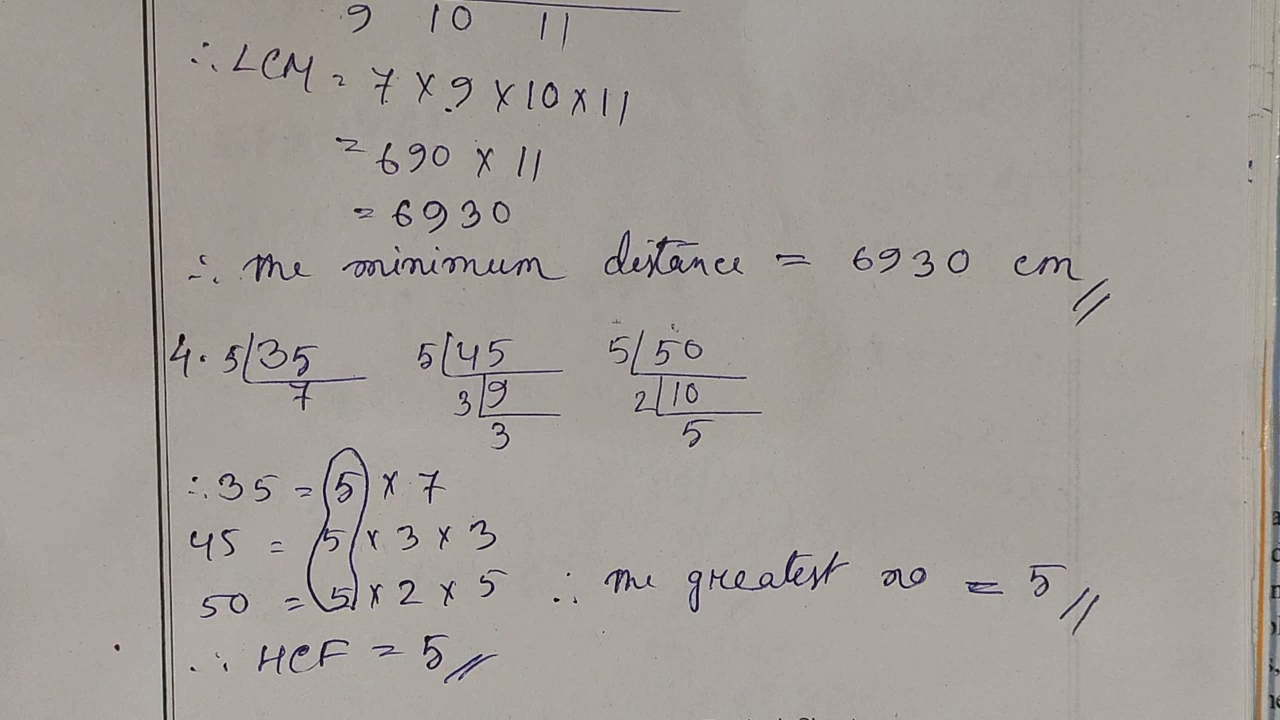 9 10 11
∴ LCM = 7 × 9 × 10 × 11
= 690 × 11
= 6930
∴ The minimum distance = 6930 cm //
4. 5 35 5 45 5 50
7 3 9 2 10
3 5
∴ 35 = 5 × 7
45 = 5 × 3 × 3
50 = 5 × 2 × 5 ∴ The greatest no = 5 //
∴ HCF = 5 //